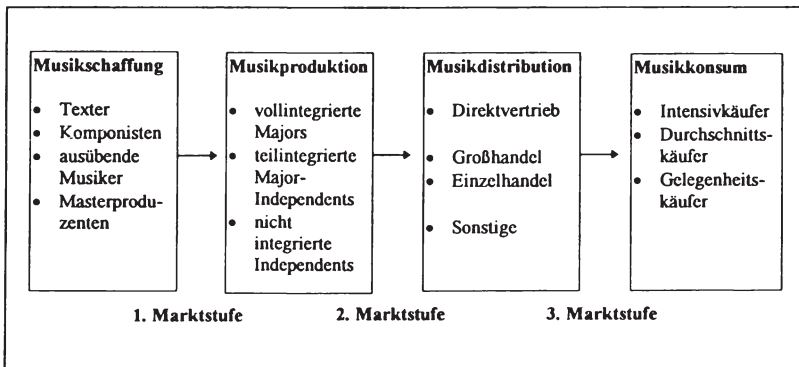 Musikschaffung
• Texter
• Komponisten
• ausübende
Musiker
• Masterprodu-
zenten
Musikproduktion
• vollintegrierte
Majors
• teilintegrierte
Major-
Independents
• nicht
integrierte
Independents
Musikdistribution
• Direktvertrieb
• Großhandel
• Einzelhandel
• Sonstige
Musikkonsum
• Intensivkäufer
• Durchschnitts-
käufer
• Gelegenheits-
käufer
1. Marktstufe
2. Marktstufe
3. Marktstufe